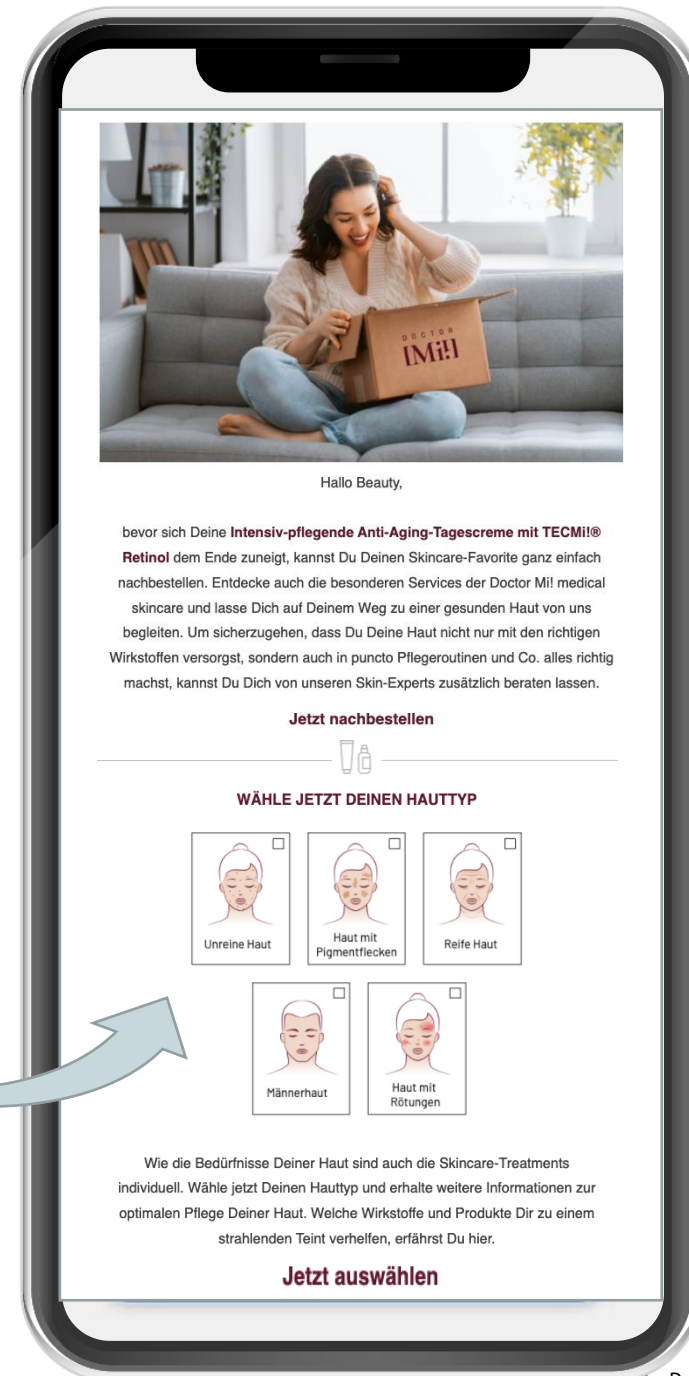 DOCTOR
[Mi!]
Hallo Beauty,
bevor sich Deine Intensiv-pflegende Anti-Aging-Tagescreme mit TECMi!®
Retinol dem Ende zuneigt, kannst Du Deinen Skincare-Favorite ganz einfach
nachbestellen. Entdecke auch die besonderen Services der Doctor Mi! medical
skincare und lasse Dich auf Deinem Weg zu einer gesunden Haut von uns
begleiten. Um sicherzugehen, dass Du Deine Haut nicht nur mit den richtigen
Wirkstoffen versorgst, sondern auch in puncto Pflegeroutinen und Co. alles richtig
machst, kannst Du Dich von unseren Skin-Experts zusätzlich beraten lassen.
Jetzt nachbestellen
WÄHLE JETZT DEINEN HAUTTYP
Unreine Haut
Haut mit
Pigmentflecken
Reife Haut
Männerhaut
Haut mit
Rötungen
Wie die Bedürfnisse Deiner Haut sind auch die Skincare-Treatments
individuell. Wähle jetzt Deinen Hauttyp und erhalte weitere Informationen zur
optimalen Pflege Deiner Haut. Welche Wirkstoffe und Produkte Dir zu einem
strahlenden Teint verhelfen, erfährst Du hier.
Jetzt auswählen